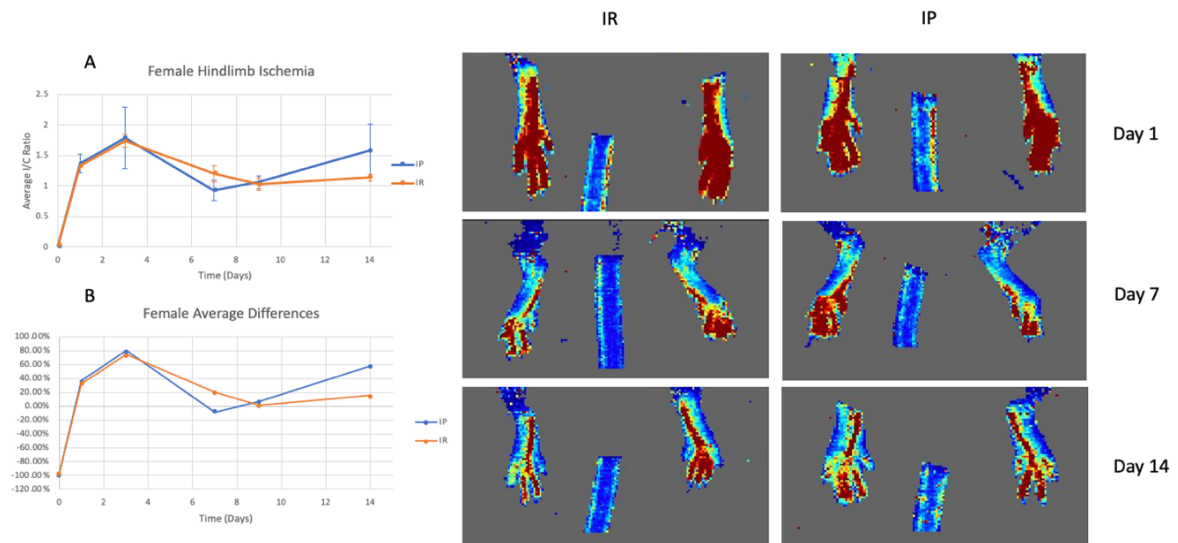 IR
IP
A
Female Hindlimb Ischemia
2.5
2
1.5
1
0.5
0
Average I/C Ratio
0 2 4 6 8 10 12 14
Time (Days)
IP
IR
B
Female Average Differences
100.00%
80.00%
60.00%
40.00%
20.00%
0.00%
-20.00%
-40.00%
-60.00%
-80.00%
-100.00%
-120.00%
0 2 4 6 8 10 12 14
Time (Days)
IP
IR
Day 1
Day 7
Day 14